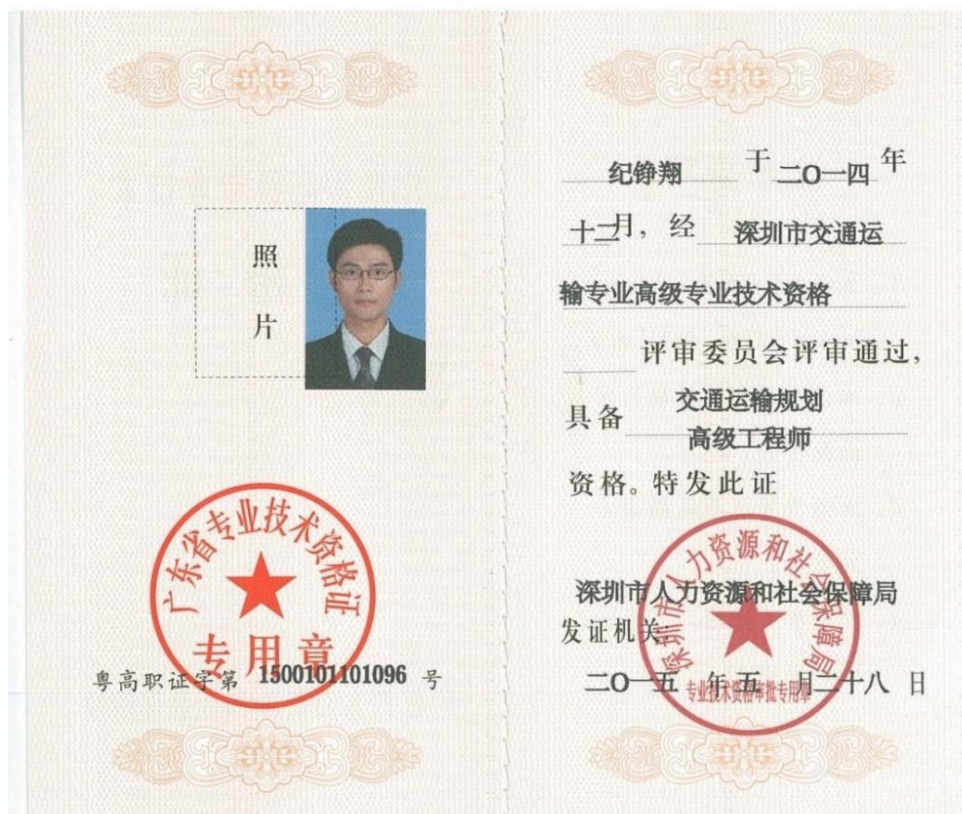 照
片
广东省专业技术资格证
专用章
粤高职证字第 1500101101096 号
纪铮翔 于 二〇一四 年
十二月，经 深圳市交通运
输专业高级专业技术资格
评审委员会评审通过，
具备 交通运输规划
高级工程师
资格。特发此证
深圳市人力资源和社会保障局
深圳市人力资源和社会保障局
发证机关：
二〇一五 年 五 月二十八 日
专业技术资格审批专用章